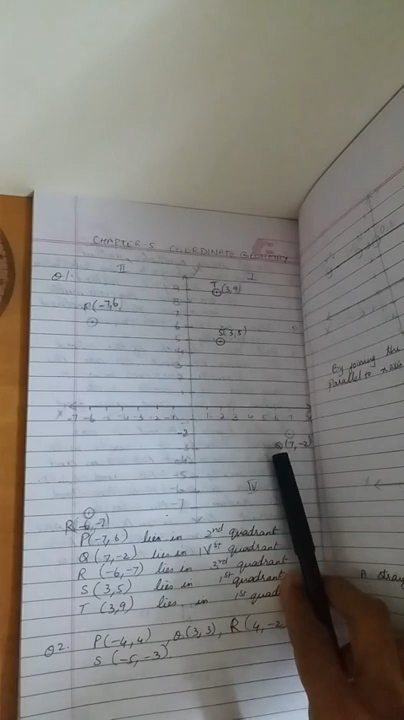 CHAPTER-5 COORDINATE GEOMETRY
Q1.
II
I
T (3,9)
P(-7,6)
S(3,5)
Q(7,-2)
IV
R(-6,-7)
P(-7,6) lies in 2nd quadrant
Q(7,-2) lies in IVst quadrant
R (-6,-7) lies in 3rd quadrant
S (3,5) lies in 1st quadrant
T (3,9) lies in 1st quad
Q2. P(-4,4), Q(3,3), R(4,-2
S (-5,-3)
By joining the
Parallel to x axis
A